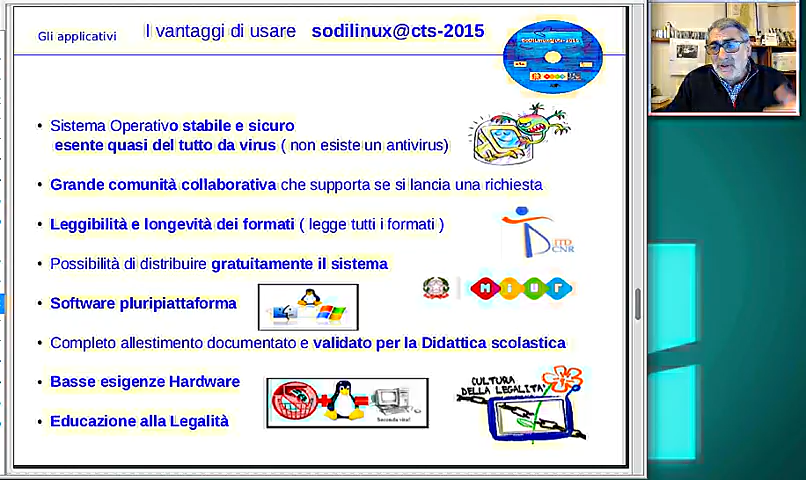 Gli applicativi
I vantaggi di usare sodilinux@cts-2015
Sistema Operativo stabile e sicuro
esente quasi del tutto da virus ( non esiste un antivirus)
Grande comunità collaborativa che supporta se si lancia una richiesta
Leggibilità e longevità dei formati ( legge tutti i formati )
ITD
CNR
Possibilità di distribuire gratuitamente il sistema
Miur
Software pluripiattaforma
Completo allestimento documentato e validato per la Didattica scolastica
Basse esigenze Hardware
CULTURA
DELLA LEGALITA'
Seconda vita!
Educazione alla Legalità